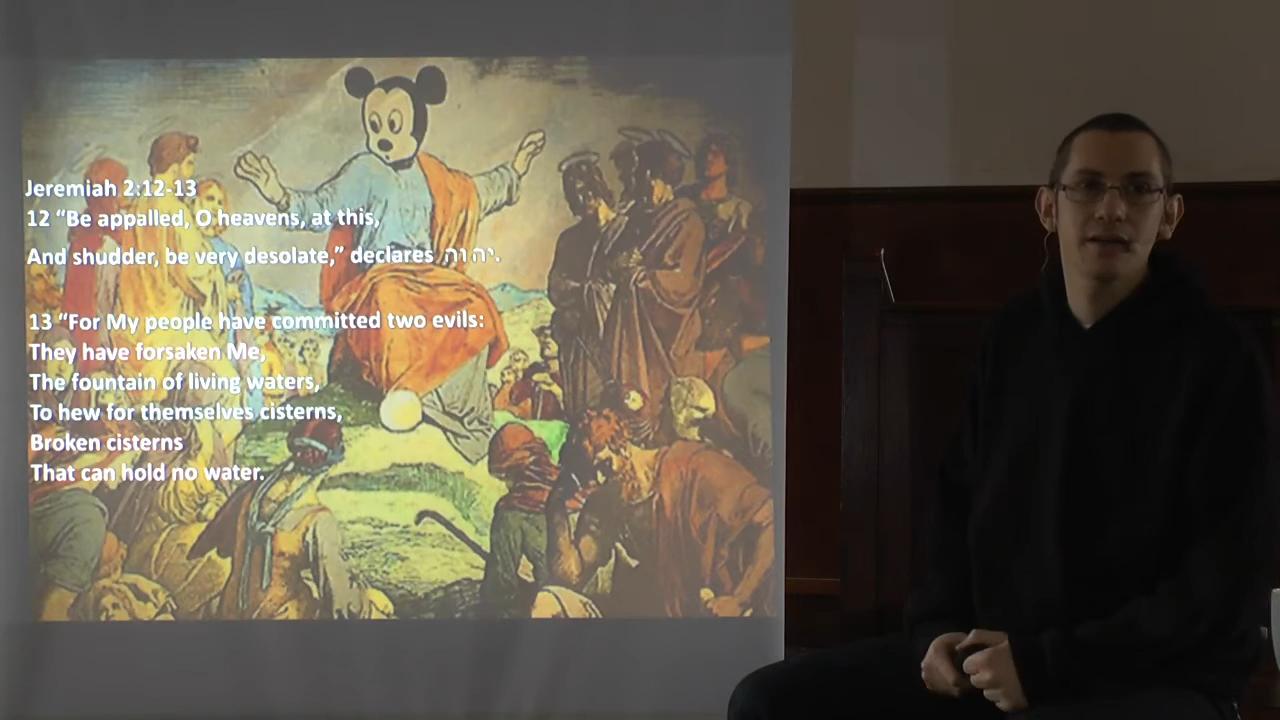 Jeremiah 2:12-13
12 “Be appalled, O heavens, at this,
And shudder, be very desolate,” declares יהוה.
13 “For My people have committed two evils:
They have forsaken Me,
The fountain of living waters,
To hew for themselves cisterns,
Broken cisterns
That can hold no water.